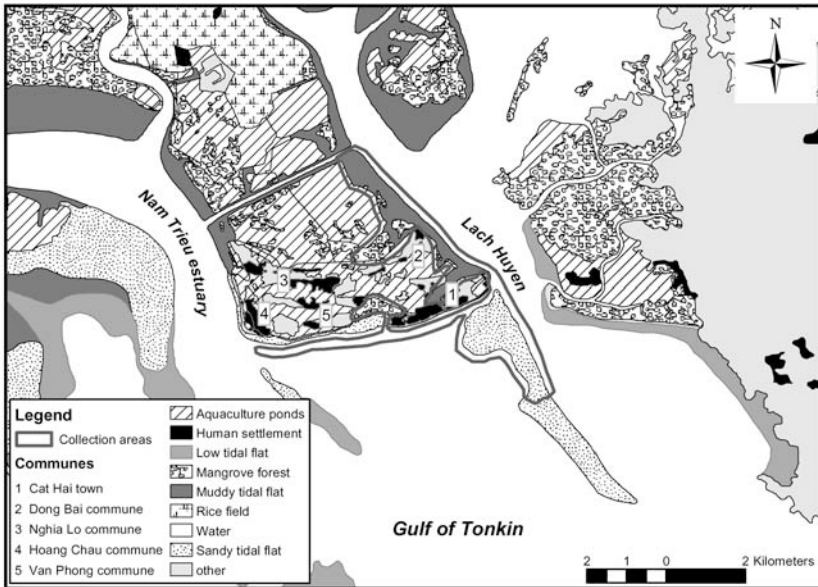 N
Nam Trieu estuary
Lach Huyen
2
3
1
4
5
Legend
Collection areas
Communes
1 Cat Hai town
2 Dong Bai commune
3 Nghia Lo commune
4 Hoang Chau commune
5 Van Phong commune
Aquaculture ponds
Human settlement
Low tidal flat
Mangrove forest
Muddy tidal flat
Rice field
Water
Sandy tidal flat
other
Gulf of Tonkin
2 1 0 2 Kilometers